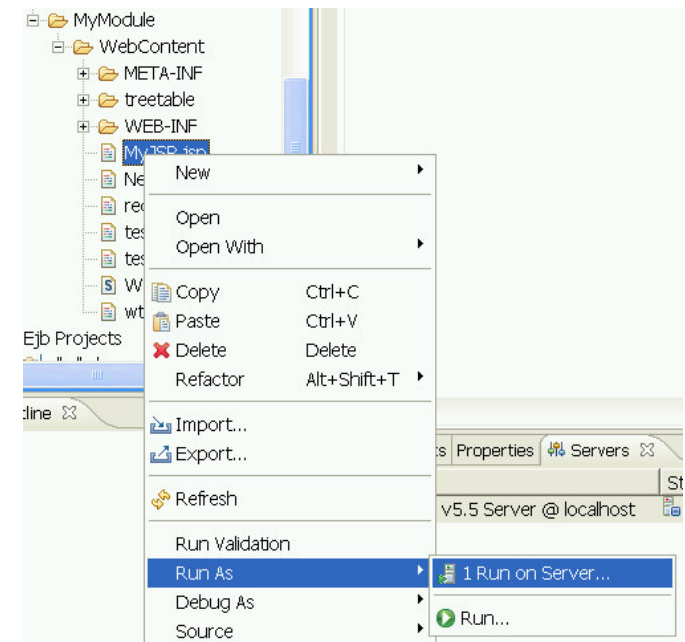 MyModule
WebContent
META-INF
treetable
WEB-INF
MyJSP.jsp
Ejb Projects
New
Open
Open With
Copy Ctrl+C
Paste Ctrl+V
Delete Delete
Refactor Alt+Shift+T
Import...
Export...
Refresh
Run Validation
Run As
Debug As
Source
Properties Servers
v5.5 Server @ localhost
1 Run on Server...
Run...